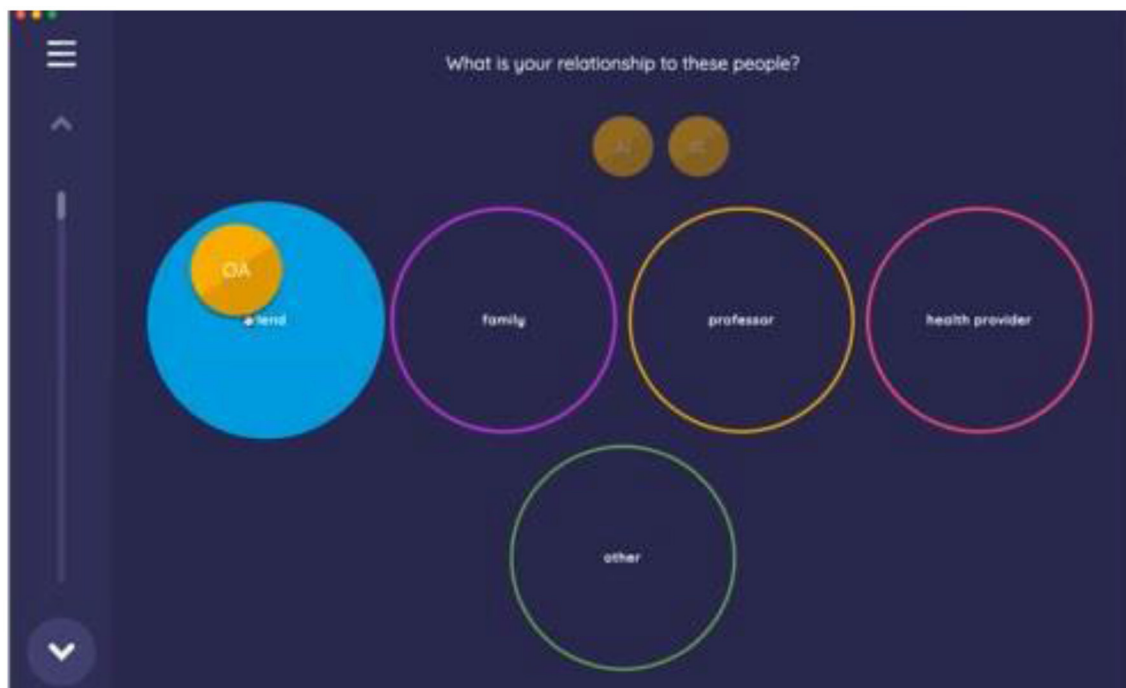 What is your relationship to these people?
OA
family
professor
health provider
other